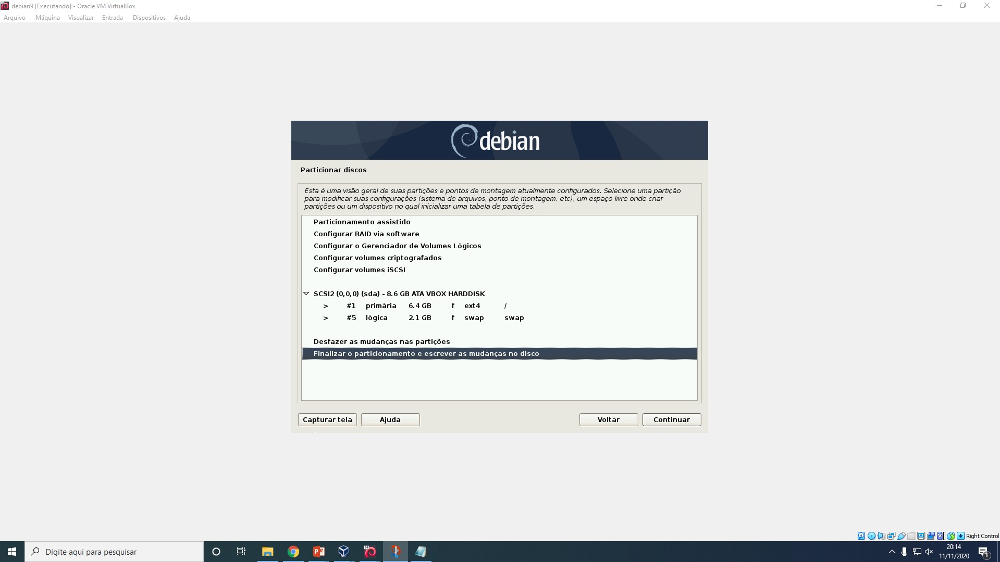 debian9 [Executando] - Oracle VM VirtualBox
Arquivo Máquina Visualizar Entrada Dispositivos Ajuda
debian
Particionar discos
Esta é uma visão geral de suas partições e pontos de montagem atualmente configurados. Selecione uma partição
para modificar suas configurações (sistema de arquivos, ponto de montagem, etc), um espaço livre onde criar
partições ou um dispositivo no qual inicializar uma tabela de partições.
Particionamento assistido
Configurar RAID via software
Configurar o Gerenciador de Volumes Lógicos
Configurar volumes criptografados
Configurar volumes iSCSI
SCSI2 (0,0,0) (sda) - 8.6 GB ATA VBOX HARDDISK
> #1 primária 6.4 GB f ext4 /
> #5 lógica 2.1 GB f swap swap
Desfazer as mudanças nas partições
Finalizar o particionamento e escrever as mudanças no disco
Capturar tela Ajuda Voltar Continuar
Right Control
Digite aqui para pesquisar
20:14
11/11/2020
1